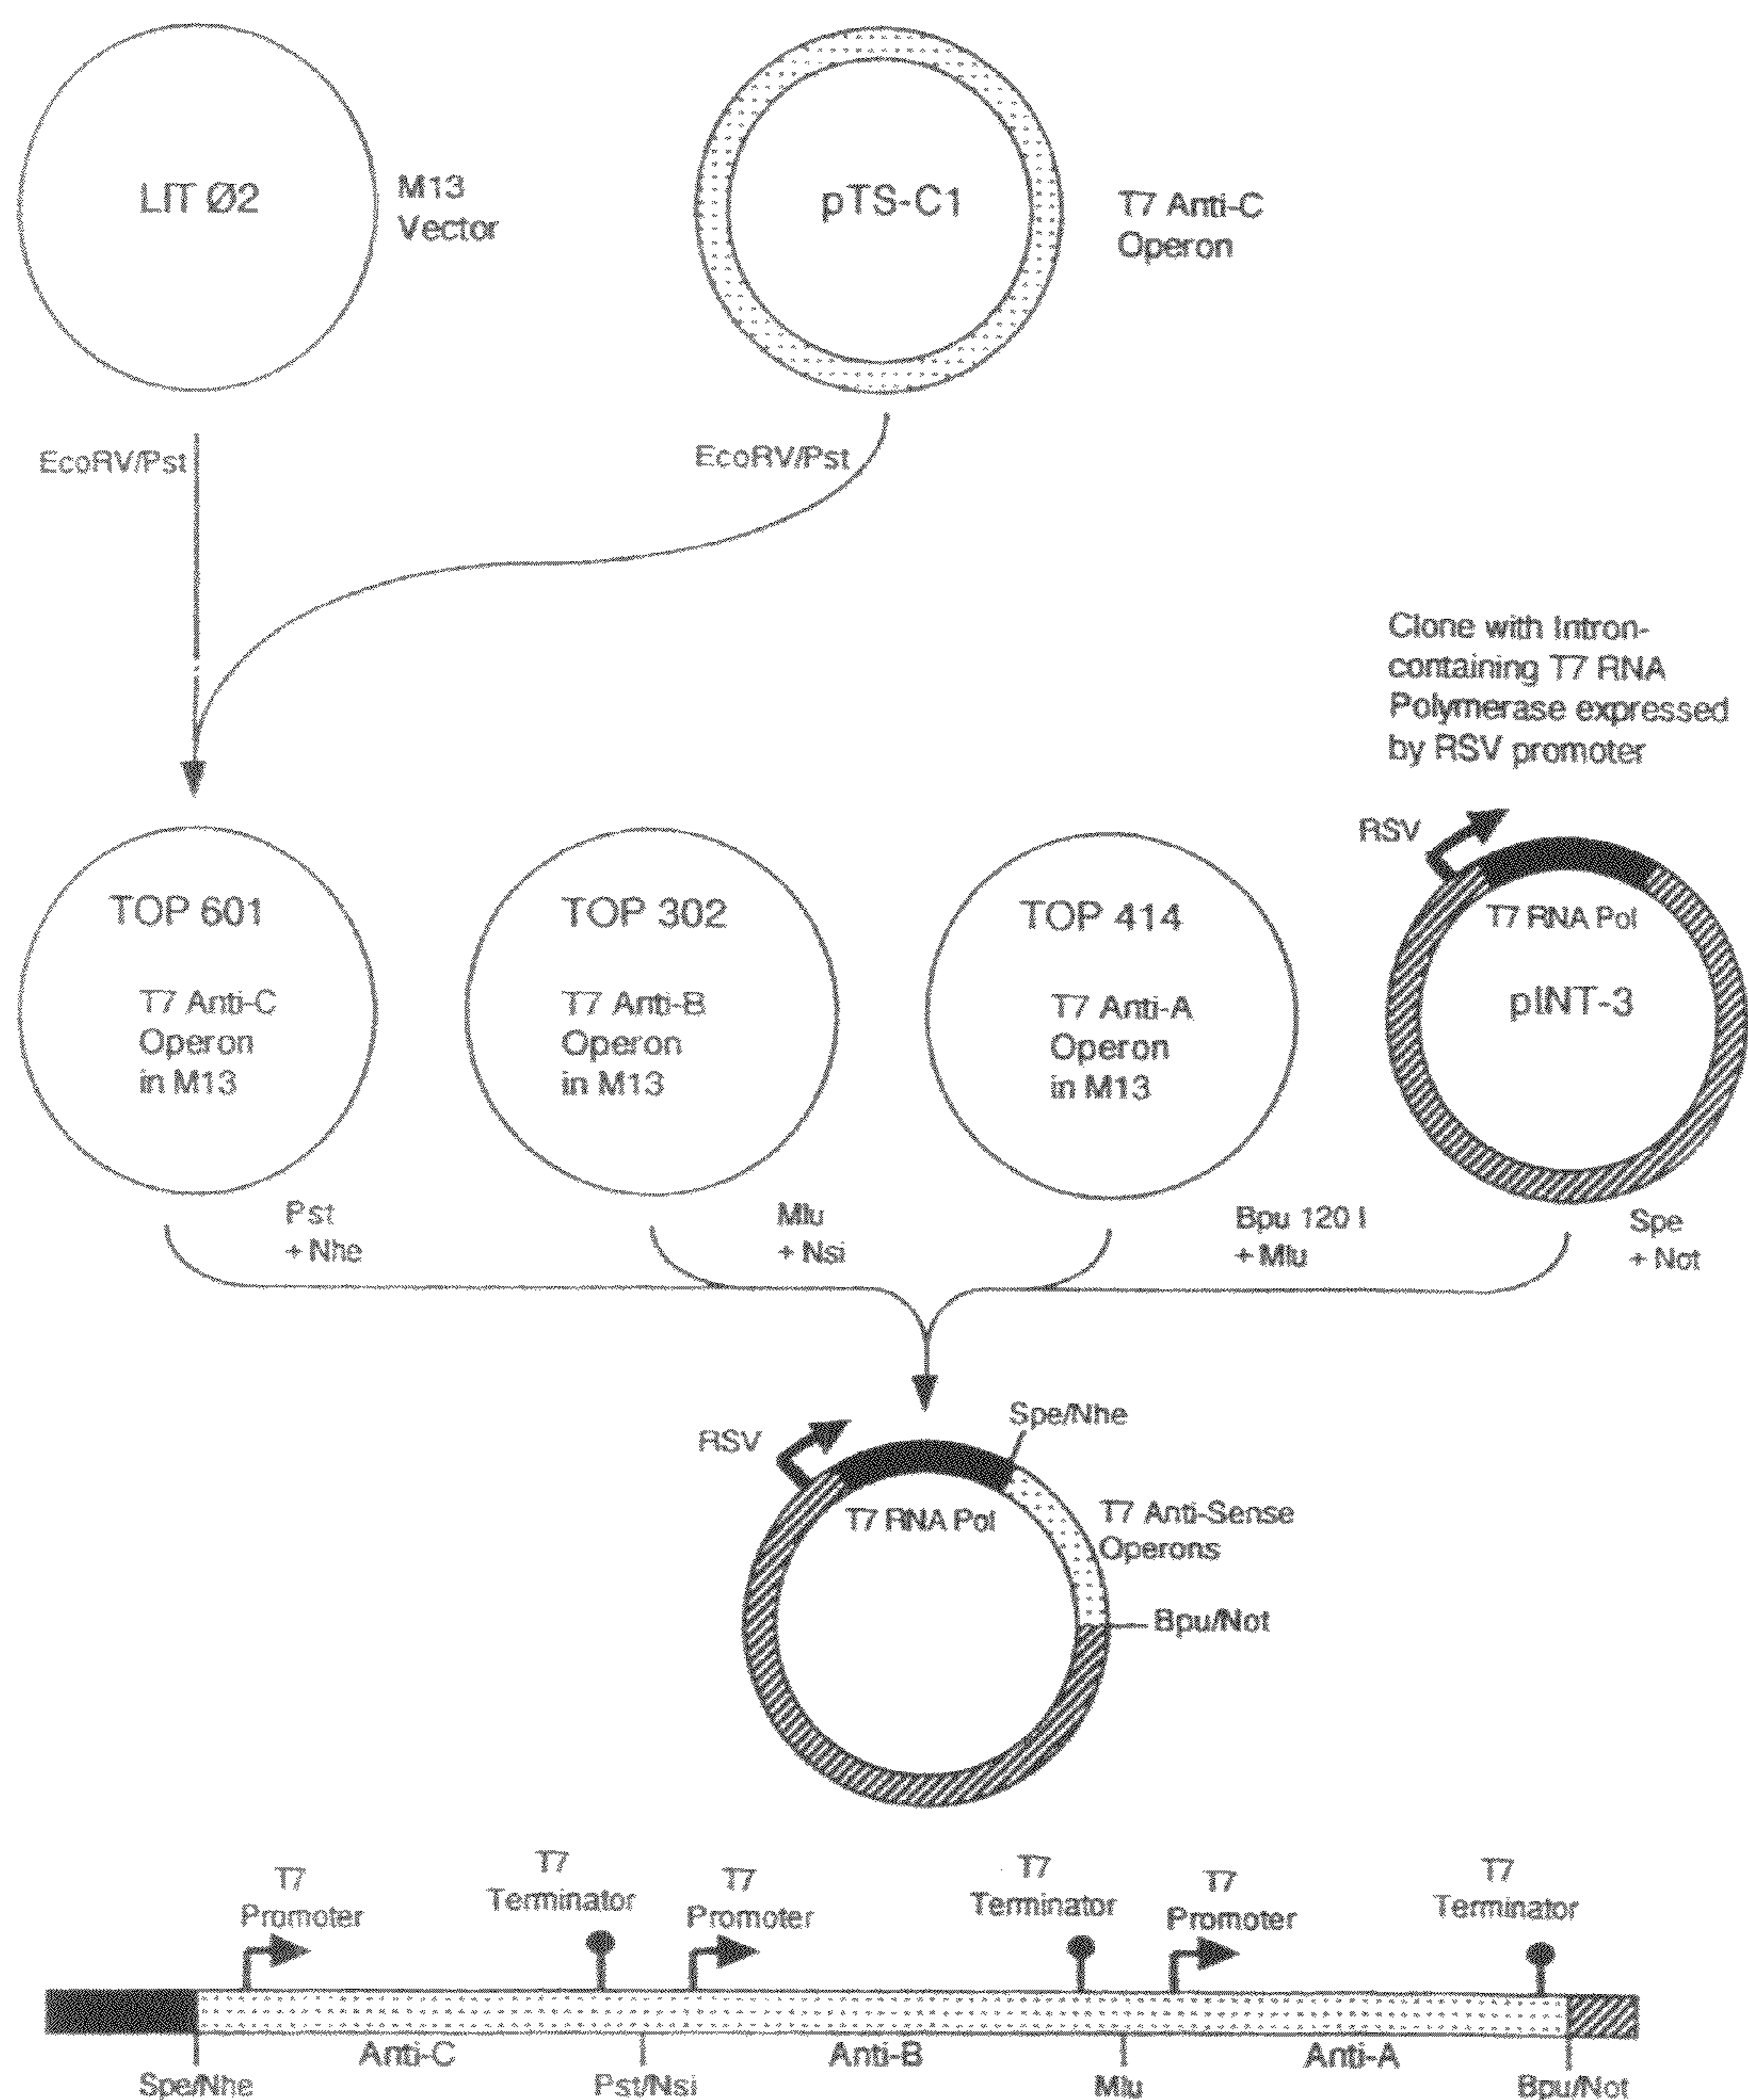 LIT Ø2
M13
Vector
pTS-C1
T7 Anti-C
Operon
EcoRV/Pst
EcoRV/Pst
Clone with Intron-
containing T7 RNA
Polymerase expressed
by RSV promoter
TOP 601
T7 Anti-C
Operon
in M13
TOP 302
T7 Anti-B
Operon
in M13
TOP 414
T7 Anti-A
Operon
in M13
RSV
T7 RNA Pol
pINT-3
Pst
+ Nhe
Mlu
+ Nsi
Bpu 120 I
+ Mlu
Spe
+ Not
RSV
Spe/Nhe
T7 RNA Pol
T7 Anti-Sense
Operons
Bpu/Not
T7
Promoter
T7
Terminator
T7
Promoter
T7
Terminator
T7
Promoter
T7
Terminator
Anti-C
Anti-B
Anti-A
Spe/Nhe
Pst/Nsi
Mlu
Bpu/Not